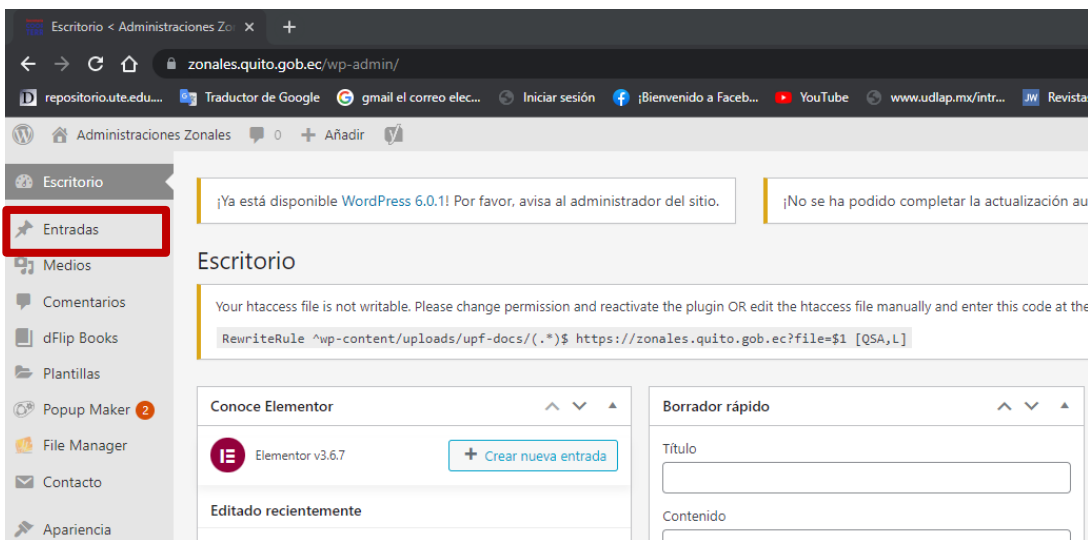 Escritorio < Administraciones Zo
zonales.quito.gob.ec/wp-admin/
repositorio.ute.edu.... Traductor de Google gmail el correo elec... Iniciar sesión ¡Bienvenido a Faceb... YouTube www.udlap.mx/intr... Revista
Administraciones Zonales 0 + Añadir
Escritorio
Entradas
Medios
Comentarios
dFlip Books
Plantillas
Popup Maker 2
File Manager
Contacto
Apariencia
¡Ya está disponible WordPress 6.0.1! Por favor, avisa al administrador del sitio.
¡No se ha podido completar la actualización au
Escritorio
Your htaccess file is not writable. Please change permission and reactivate the plugin OR edit the htaccess file manually and enter this code at the
RewriteRule ^wp-content/uploads/upf-docs/(.*)$ https://zonales.quito.gob.ec?file=$1 [QSA,L]
Conoce Elementor
Elementor v3.6.7
+ Crear nueva entrada
Editado recientemente
Borrador rápido
Título
Contenido